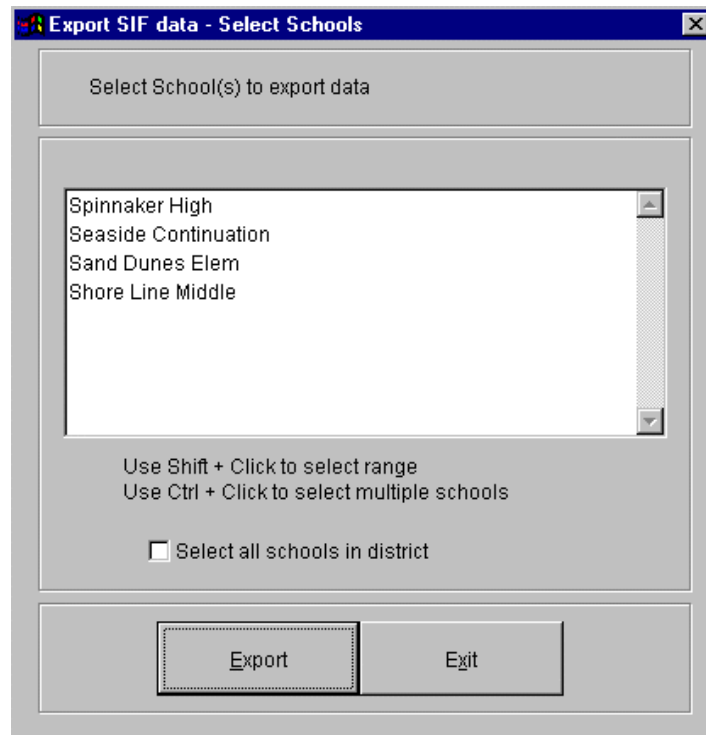 Export SIF data - Select Schools
Select School(s) to export data
Spinnaker High
Seaside Continuation
Sand Dunes Elem
Shore Line Middle
Use Shift + Click to select range
Use Ctrl + Click to select multiple schools
Select all schools in district
Export Exit